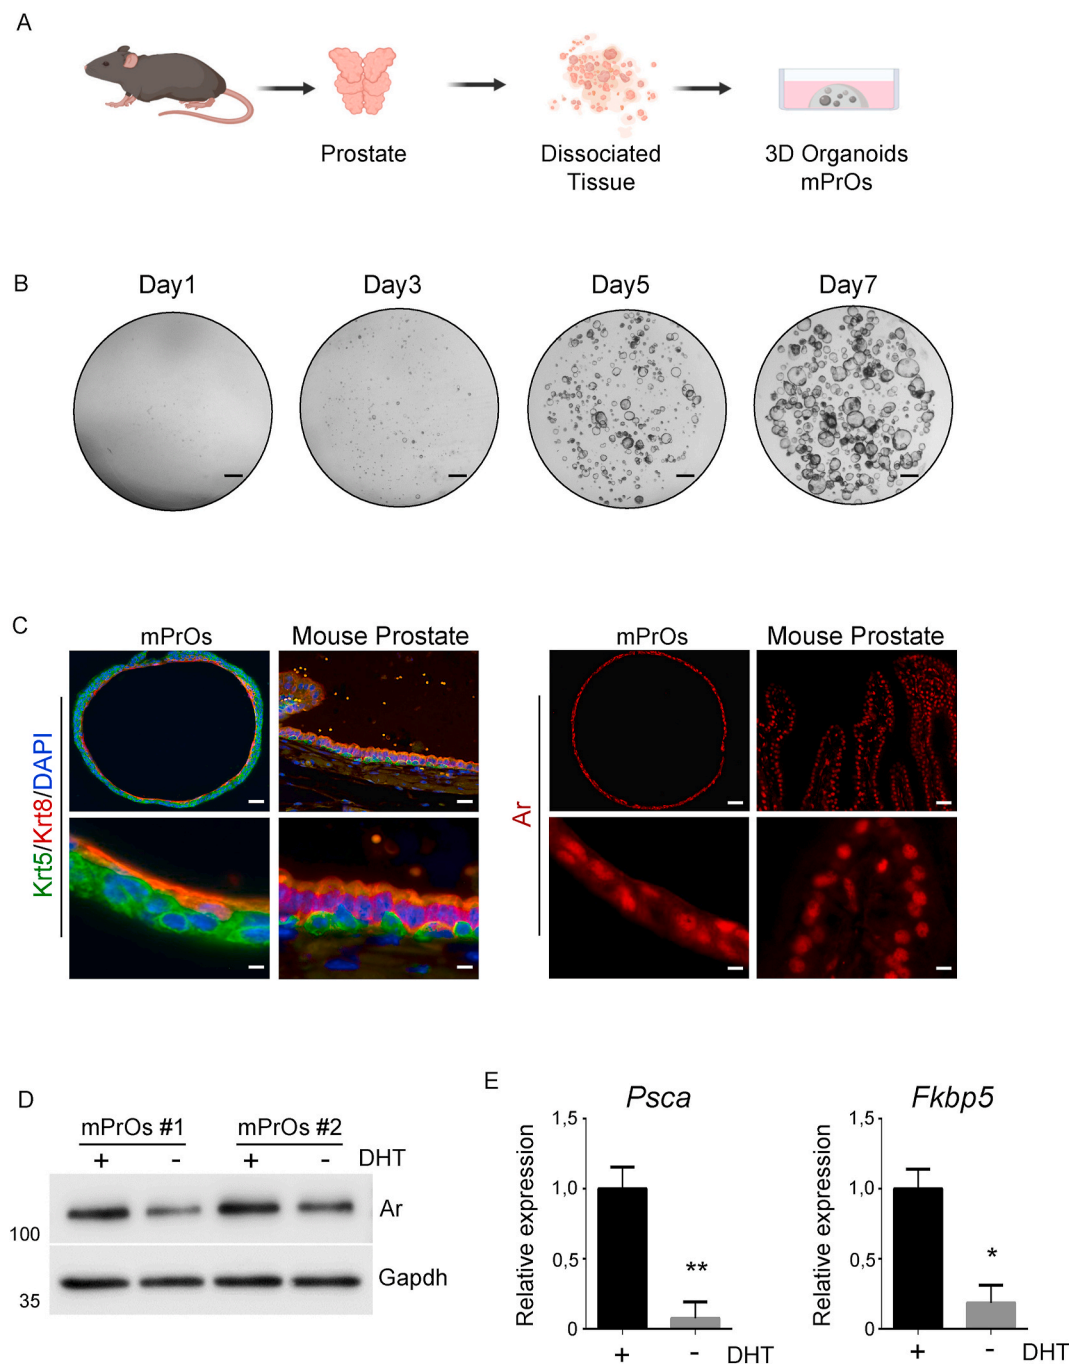 A
Prostate
Dissociated
Tissue
3D Organoids
mPrOs
B
Day1
Day3
Day5
Day7
C
mPrOs
Mouse Prostate
mPrOs
Mouse Prostate
Krt5/Krt8/DAPI
Ar
D
mPrOs #1
mPrOs #2
+ - + - DHT
Ar
100
Gapdh
35
E
Psca
Relative expression
1,5
1,0
0,5
0
**
+ - DHT
Fkbp5
Relative expression
1,5
1,0
0,5
0
*
+ - DHT